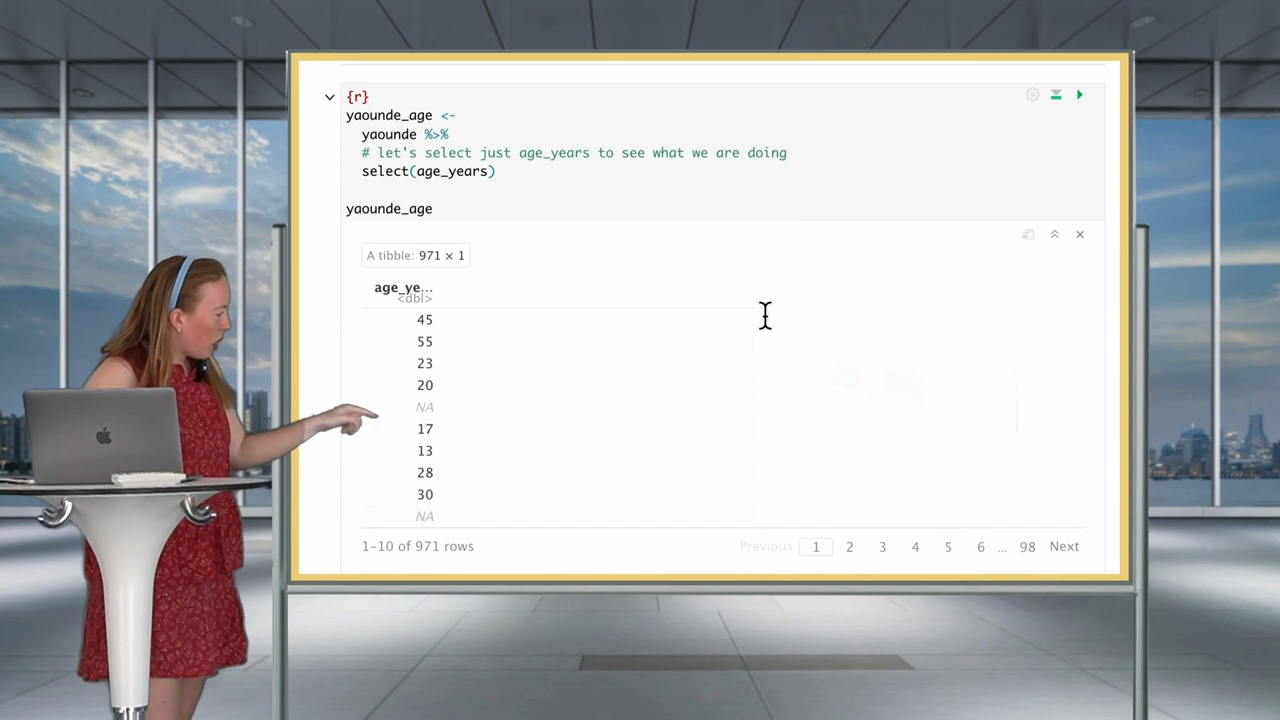 {r}
yaounde_age <-
yaounde %>%
# let's select just age_years to see what we are doing
select(age_years)
yaounde_age
A tibble: 971 × 1
age_ye...
<dbl>
45
55
23
20
NA
17
13
28
30
NA
1-10 of 971 rows Previous 1 2 3 4 5 6 ... 98 Next